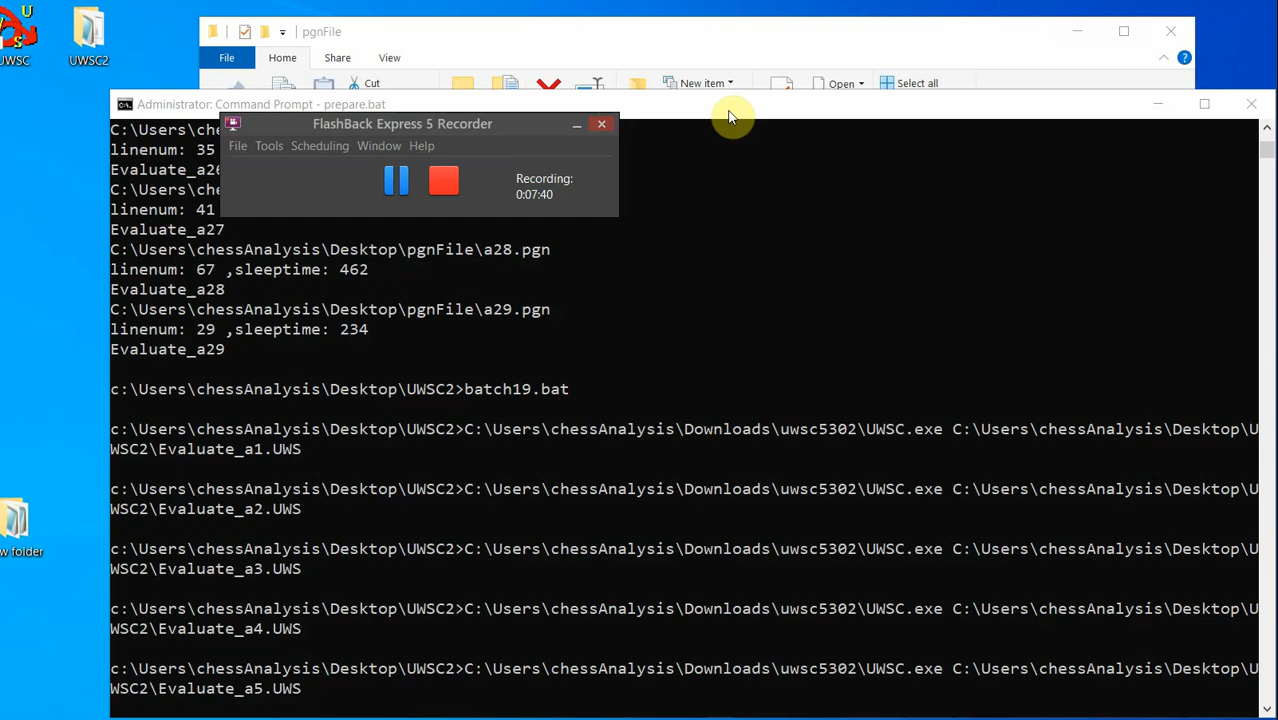 pgnFile
UWSC
UWSC2
File
Home
Share
View
Cut
New item
Open
Select all
Administrator: Command Prompt - prepare.bat
FlashBack Express 5 Recorder
File Tools Scheduling Window Help
Recording:
0:07:40
C:\Users\c
linenum: 35
Evaluate_a26
C:\Users\c
linenum: 41
Evaluate_a27
C:\Users\chessAnalysis\Desktop\pgnFile\a28.pgn
linenum: 67 ,sleeptime: 462
Evaluate_a28
C:\Users\chessAnalysis\Desktop\pgnFile\a29.pgn
linenum: 29 ,sleeptime: 234
Evaluate_a29
c:\Users\chessAnalysis\Desktop\UWSC2>batch19.bat
c:\Users\chessAnalysis\Desktop\UWSC2>C:\Users\chessAnalysis\Downloads\uwsc5302\UWSC.exe C:\Users\chessAnalysis\Desktop\U
WSC2\Evaluate_a1.UWS
c:\Users\chessAnalysis\Desktop\UWSC2>C:\Users\chessAnalysis\Downloads\uwsc5302\UWSC.exe C:\Users\chessAnalysis\Desktop\U
WSC2\Evaluate_a2.UWS
c:\Users\chessAnalysis\Desktop\UWSC2>C:\Users\chessAnalysis\Downloads\uwsc5302\UWSC.exe C:\Users\chessAnalysis\Desktop\U
WSC2\Evaluate_a3.UWS
c:\Users\chessAnalysis\Desktop\UWSC2>C:\Users\chessAnalysis\Downloads\uwsc5302\UWSC.exe C:\Users\chessAnalysis\Desktop\U
WSC2\Evaluate_a4.UWS
c:\Users\chessAnalysis\Desktop\UWSC2>C:\Users\chessAnalysis\Downloads\uwsc5302\UWSC.exe C:\Users\chessAnalysis\Desktop\U
WSC2\Evaluate_a5.UWS
w folder